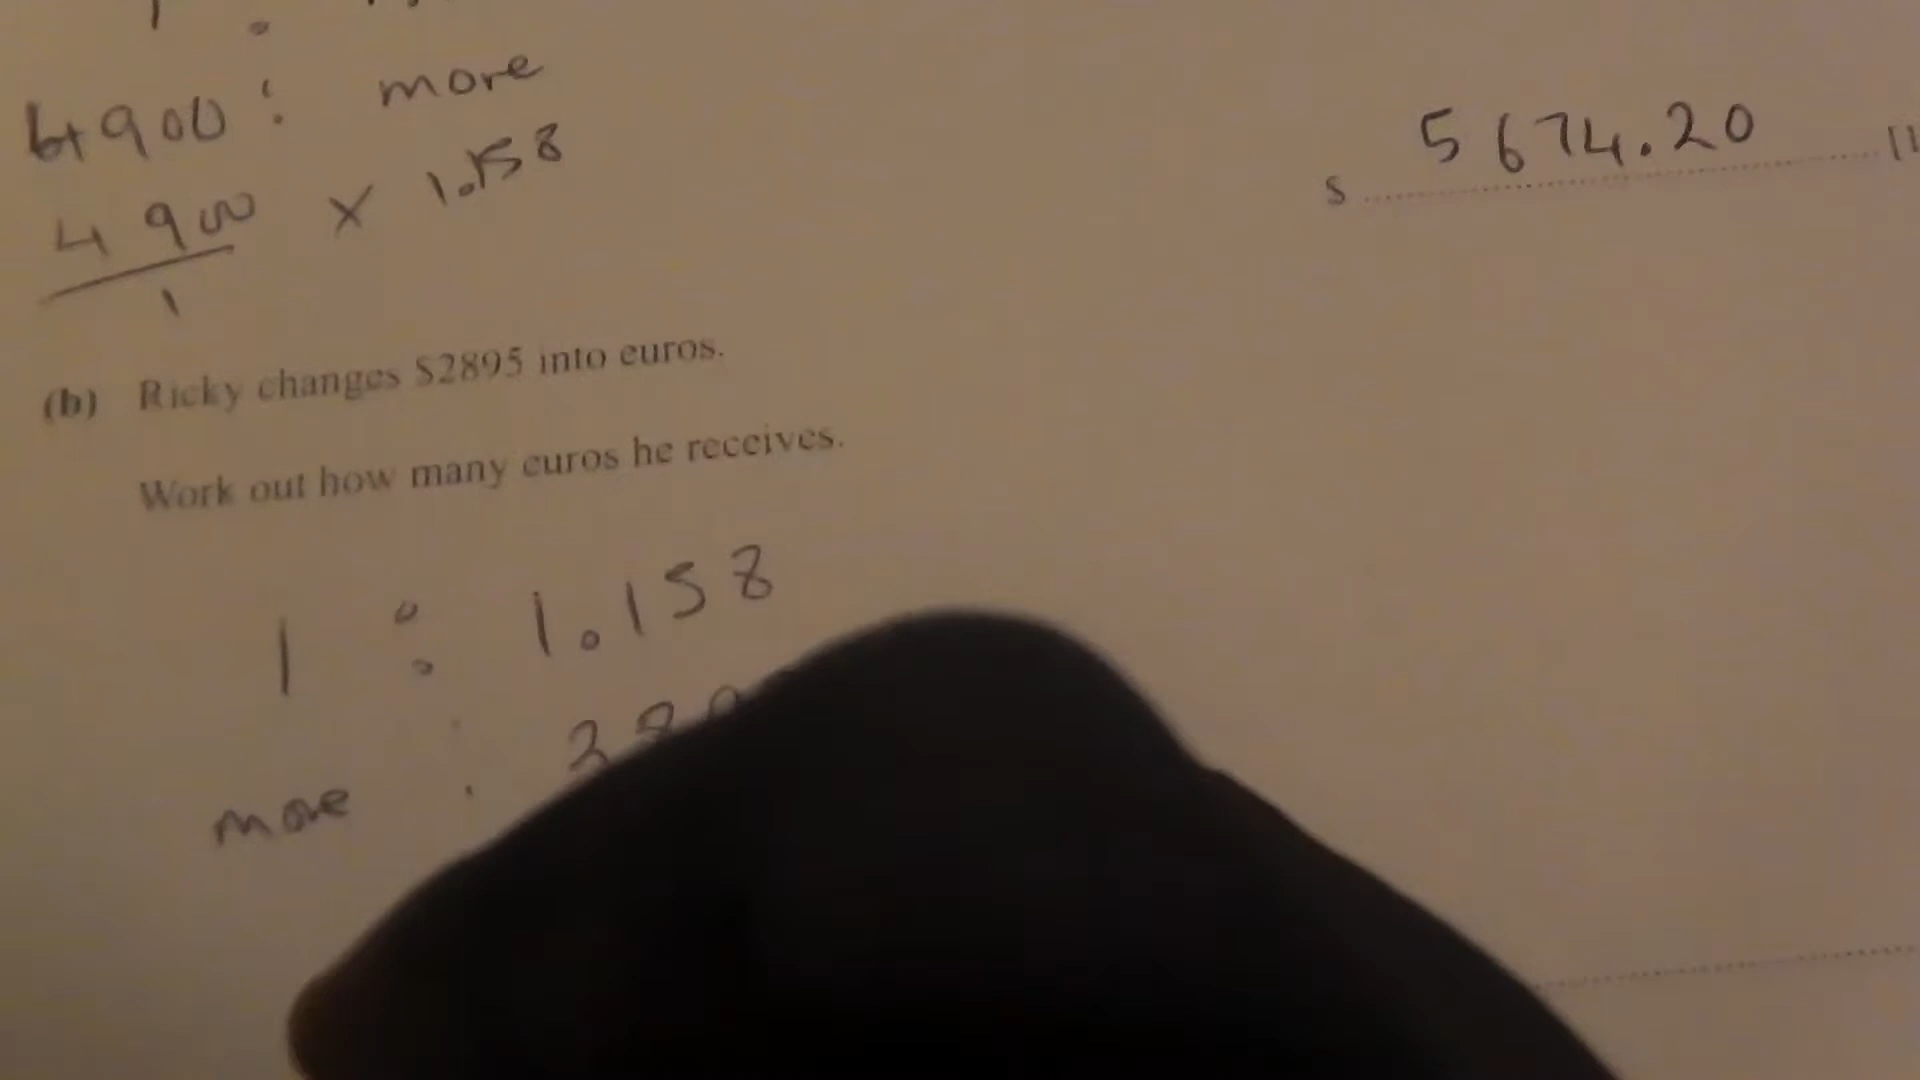 4900 : more
4900 × 1.158
1
$ 5674.20
(b) Ricky changes $2895 into euros.
Work out how many euros he receives.
1 : 1.158
more :